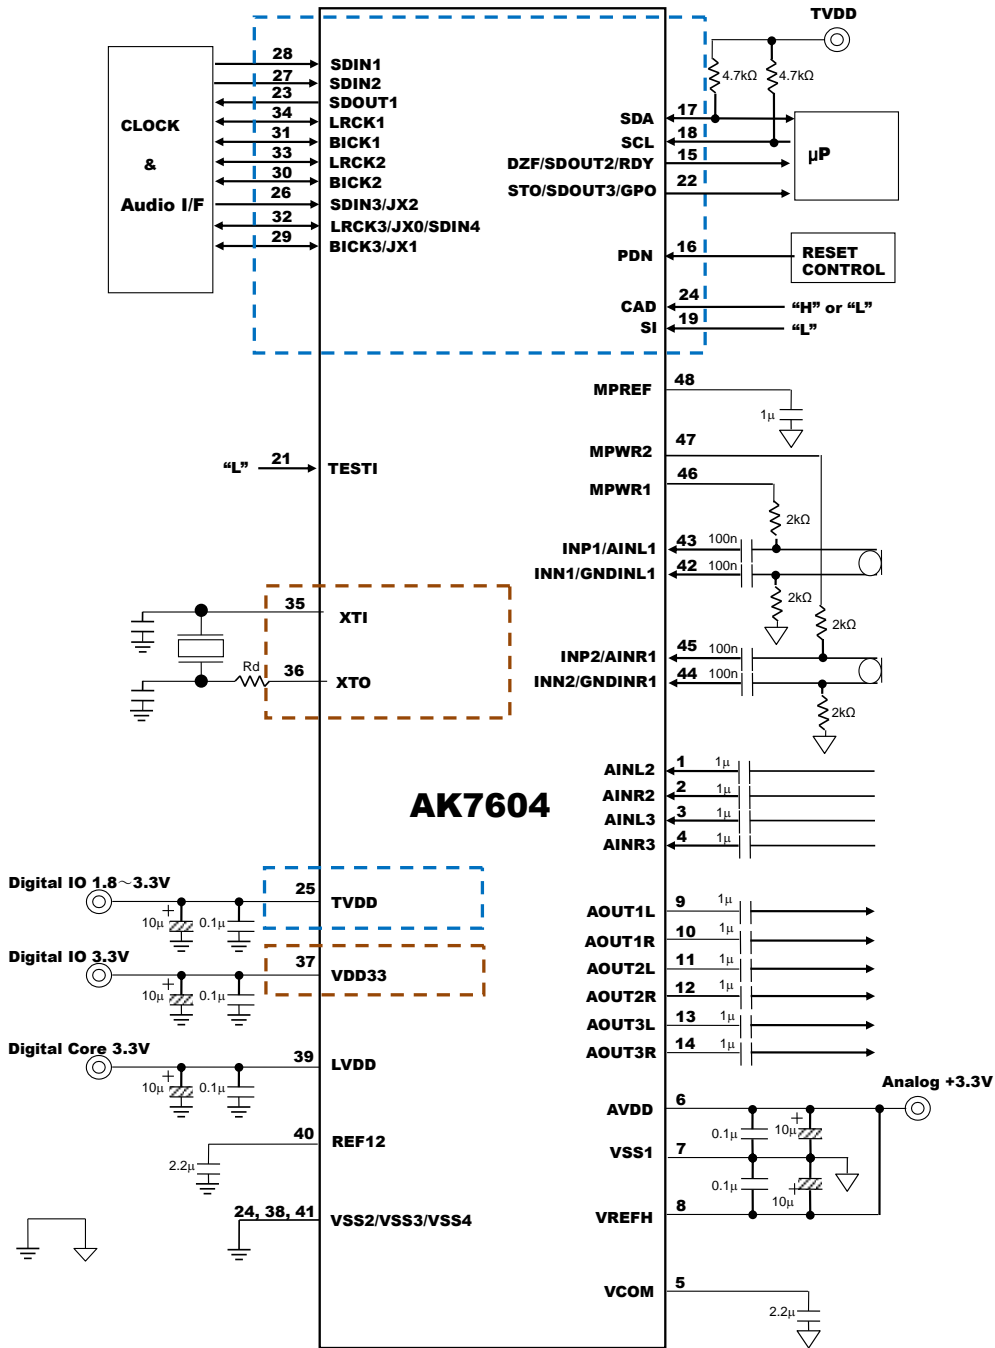 TVDD
28 SDIN1
27 SDIN2
23 SDOUT1
34 LRCK1
31 BICK1
33 LRCK2
30 BICK2
26 SDIN3/JX2
32 LRCK3/JX0/SDIN4
29 BICK3/JX1
CLOCK
&
Audio I/F
4.7kΩ 4.7kΩ
SDA 17
SCL 18
DZF/SDOUT2/RDY 15
STO/SDOUT3/GPO 22
µP
PDN 16
RESET
CONTROL
CAD 24 “H” or “L”
SI 19 “L”
MPREF 48
1µ
MPWR2 47
MPWR1 46
2kΩ
“L” 21 TESTI
INP1/AINL1 43 100n
INN1/GNDINL1 42 100n
2kΩ
2kΩ
35 XTI
INP2/AINR1 45 100n
INN2/GNDINR1 44 100n
Rd 36 XTO
2kΩ
AINL2 1 1µ
AINR2 2 1µ
AINL3 3 1µ
AINR3 4 1µ
AK7604
Digital IO 1.8～3.3V
25 TVDD
+
10µ 0.1µ
Digital IO 3.3V
37 VDD33
+
10µ 0.1µ
Digital Core 3.3V
39 LVDD
+
10µ 0.1µ
AOUT1L 9 1µ
AOUT1R 10 1µ
AOUT2L 11 1µ
AOUT2R 12 1µ
AOUT3L 13 1µ
AOUT3R 14 1µ
Analog +3.3V
AVDD 6
0.1µ 10µ +
VSS1 7
0.1µ 10µ +
VREFH 8
40 REF12
2.2µ
24, 38, 41 VSS2/VSS3/VSS4
VCOM 5
2.2µ